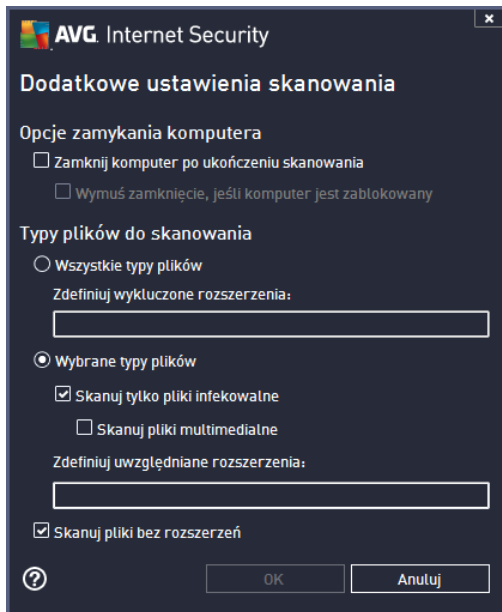 AVG. Internet Security
Dodatkowe ustawienia skanowania
Opcje zamykania komputera
Zamknij komputer po ukończeniu skanowania
Wymuś zamknięcie, jeśli komputer jest zablokowany
Typy plików do skanowania
Wszystkie typy plików
Zdefiniuj wykluczone rozszerzenia:
Wybrane typy plików
Skanuj tylko pliki infekowalne
Skanuj pliki multimedialne
Zdefiniuj uwzględniane rozszerzenia:
Skanuj pliki bez rozszerzeń
? OK Anuluj